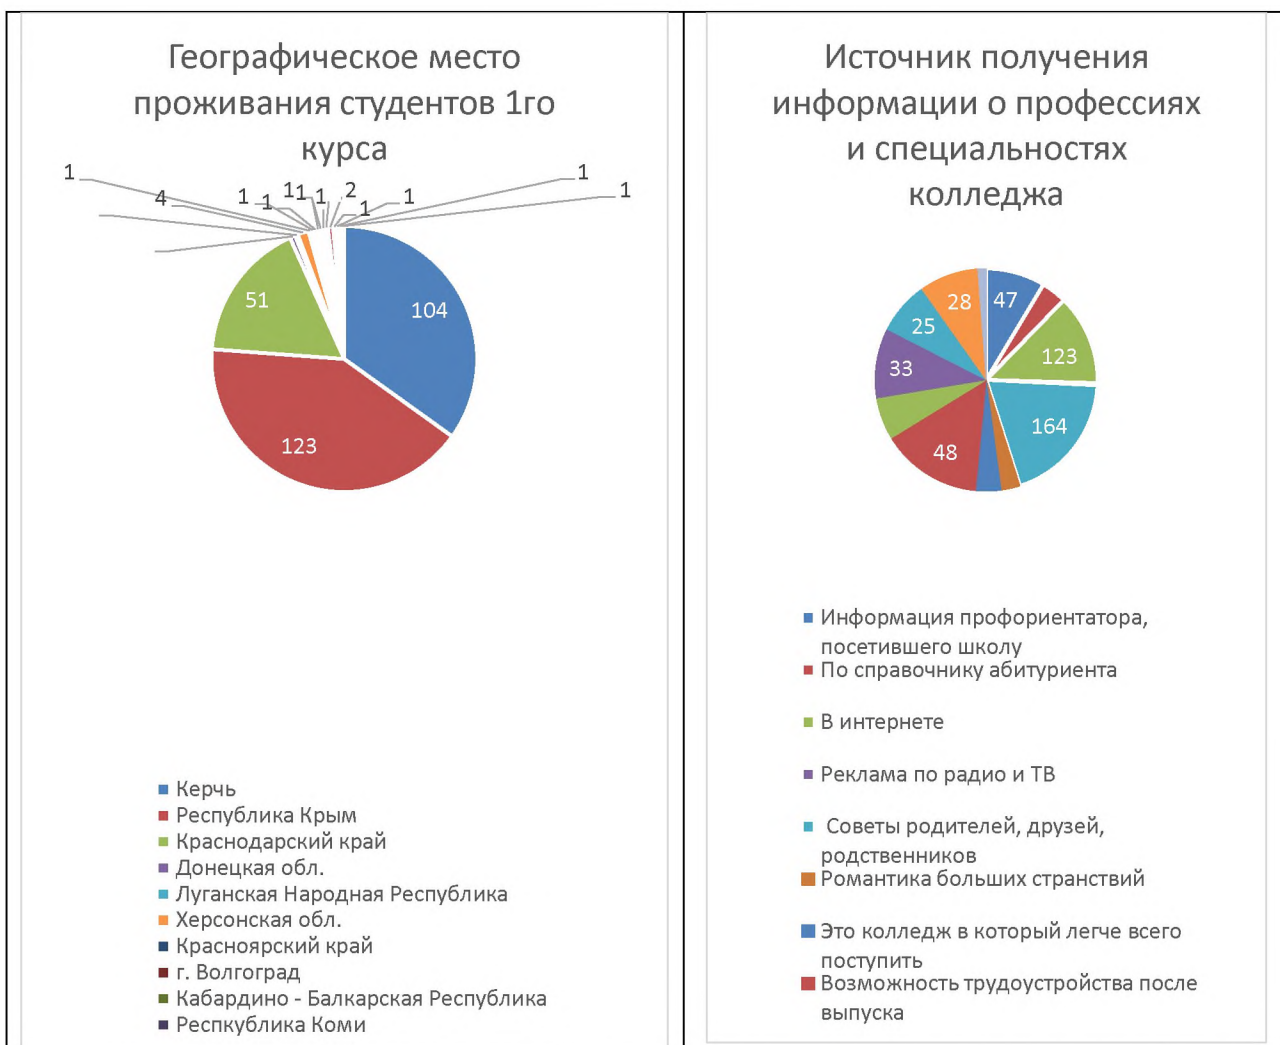 Географическое место
проживания студентов 1го
курса
1
4
1
1
11
1
2
1
1
1
1
51
104
123
Керчь
Республика Крым
Краснодарский край
Донецкая обл.
Луганская Народная Республика
Херсонская обл.
Красноярский край
г. Волгоград
Кабардино - Балкарская Республика
Респкублика Коми
Источник получения
информации о профессиях
и специальностях
колледжа
28
47
25
123
33
164
48
Информация профориентатора,
посетившего школу
По справочнику абитуриента
В интернете
Реклама по радио и ТВ
Советы родителей, друзей,
родственников
Романтика больших странствий
Это колледж в который легче всего
поступить
Возможность трудоустройства после
выпуска